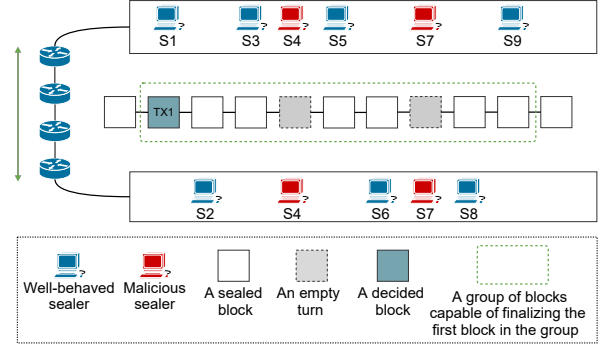 ? ? ? ? ? ?
S1 S3 S4 S5 S7 S9
TX1
? ? ? ? ?
S2 S4 S6 S7 S8
? ?
Well-behaved sealer
Malicious sealer
A sealed block
An empty turn
A decided block
A group of blocks
capable of finalizing the
first block in the group